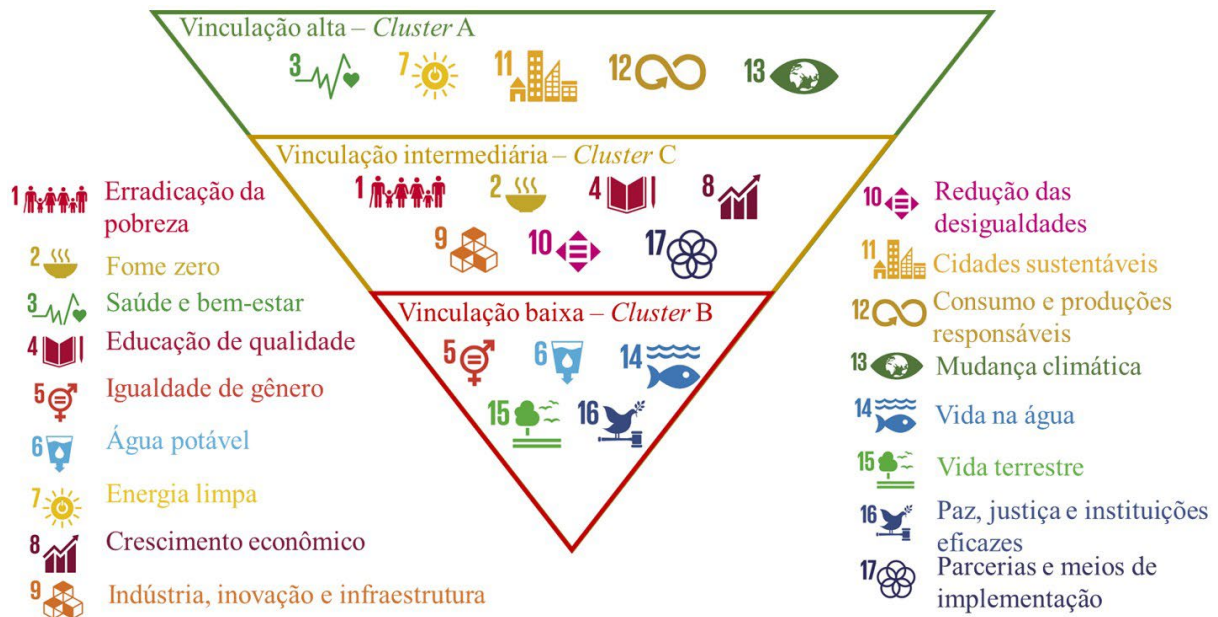 Vinculação alta – Cluster A
3 7 11 12 13
Vinculação intermediária – Cluster C
1 2 4 8
9 10 17
Vinculação baixa – Cluster B
5 6 14
15 16
1 Erradicação da
pobreza
2 Fome zero
3 Saúde e bem-estar
4 Educação de qualidade
5 Igualdade de gênero
6 Água potável
7 Energia limpa
8 Crescimento econômico
9 Indústria, inovação e infraestrutura
10 Redução das
desigualdades
11 Cidades sustentáveis
12 Consumo e produções
responsáveis
13 Mudança climática
14 Vida na água
15 Vida terrestre
16 Paz, justiça e instituições
eficazes
17 Parcerias e meios de
implementação